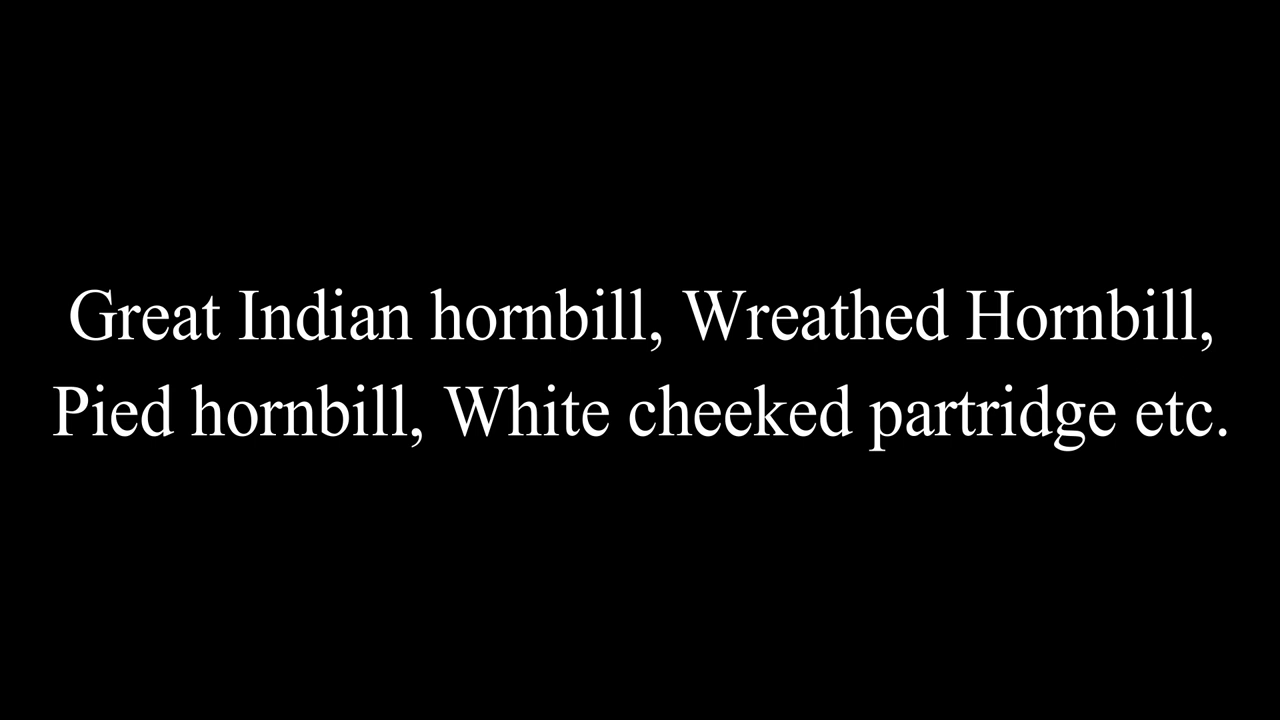 Great Indian hornbill, Wreathed Hornbill,
Pied hornbill, White cheeked partridge etc.